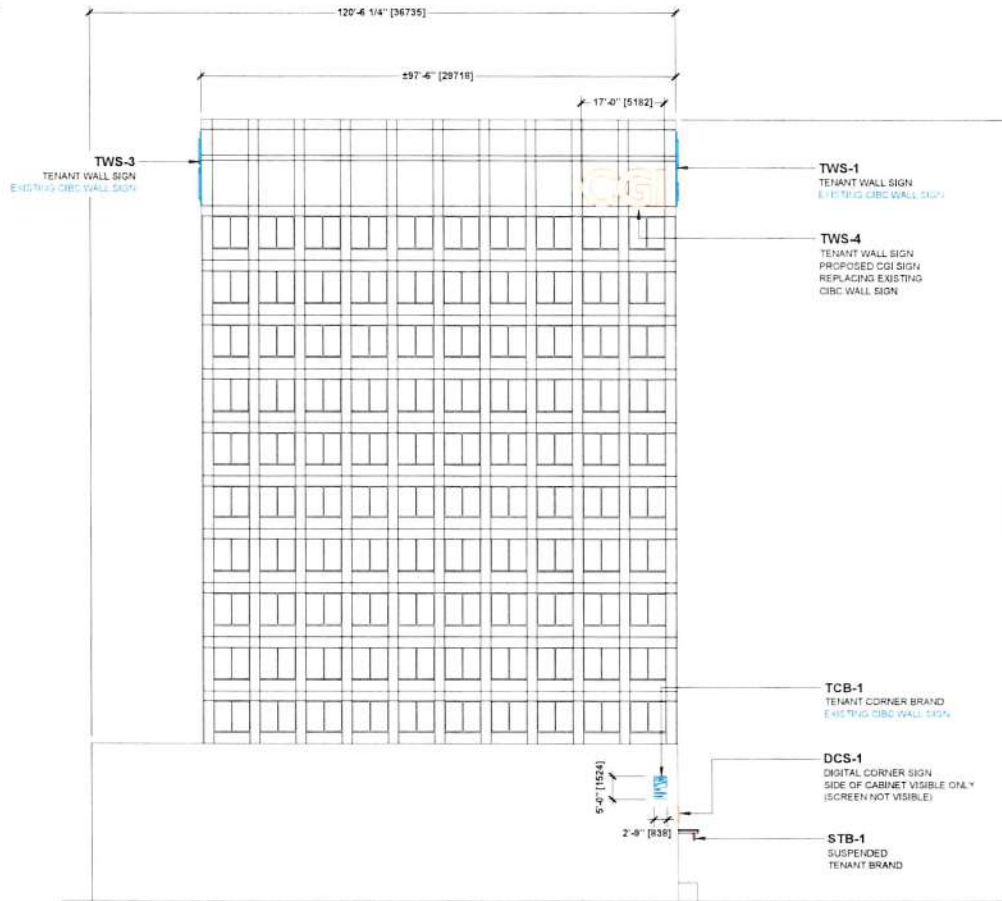 120'-6 1/4" [36735]
±97'-6" [29718]
17'-0" [5182]
TWS-3
TENANT WALL SIGN
EXISTING CIBC WALL SIGN
CGI
TWS-1
TENANT WALL SIGN
EXISTING CIBC WALL SIGN
TWS-4
TENANT WALL SIGN
PROPOSED CGI SIGN
REPLACING EXISTING
CIBC WALL SIGN
TCB-1
TENANT CORNER BRAND
EXISTING CIBC WALL SIGN
5'-0" [1524]
2'-9" [838]
DCS-1
DIGITAL CORNER SIGN
SIDE OF CABINET VISIBLE ONLY
(SCREEN NOT VISIBLE)
STB-1
SUSPENDED
TENANT BRAND